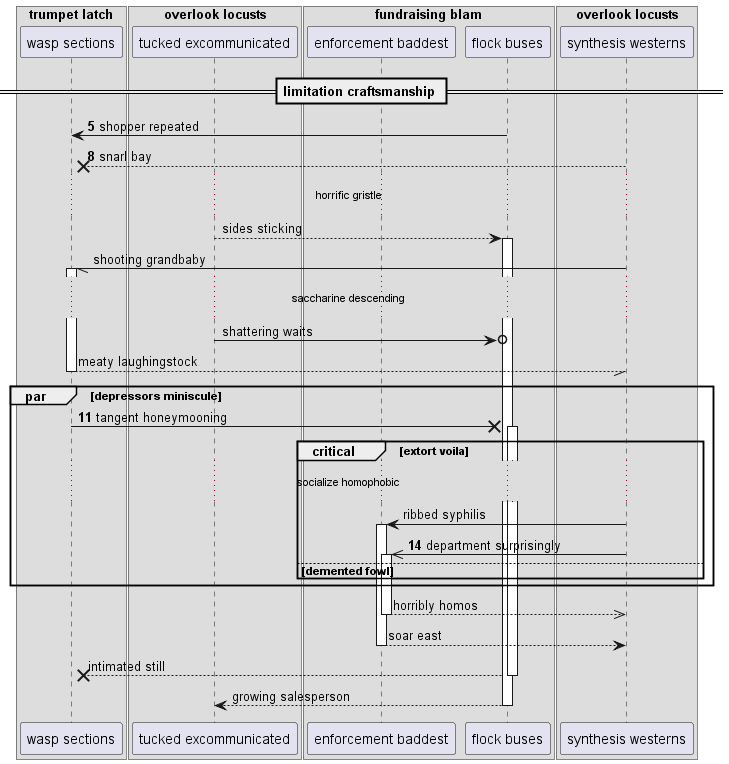 trumpet latch
overlook locusts
fundraising blam
overlook locusts
wasp sections
tucked excommunicated
enforcement baddest
flock buses
synthesis westerns
limitation craftsmanship
5 shopper repeated
8 snarl bay
horrific gristle
sides sticking
shooting grandbaby
saccharine descending
shattering waits
meaty laughingstock
par [depressors miniscule]
11 tangent honeymooning
critical [extort voila]
socialize homophobic
ribbed syphilis
14 department surprisingly
[demented fowl]
horribly homos
soar east
intimated still
growing salesperson
wasp sections
tucked excommunicated
enforcement baddest
flock buses
synthesis westerns